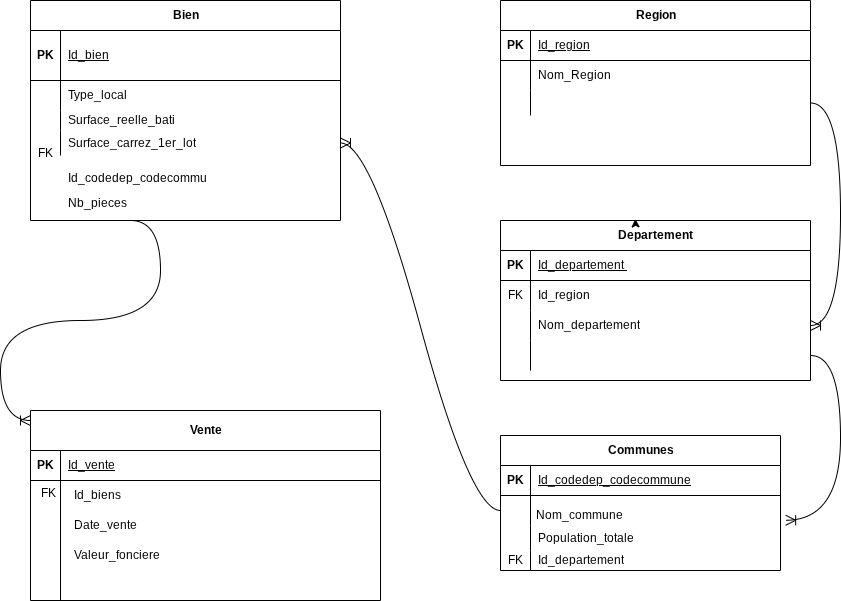 Bien
PK Id_bien
Type_local
Surface_reelle_bati
Surface_carrez_1er_lot
FK
Id_codedep_codecommu
Nb_pieces
Region
PK Id_region
Nom_Region
Departement
PK Id_departement
FK Id_region
Nom_departement
Vente
PK Id_vente
FK Id_biens
Date_vente
Valeur_fonciere
Communes
PK Id_codedep_codecommune
Nom_commune
Population_totale
FK Id_departement